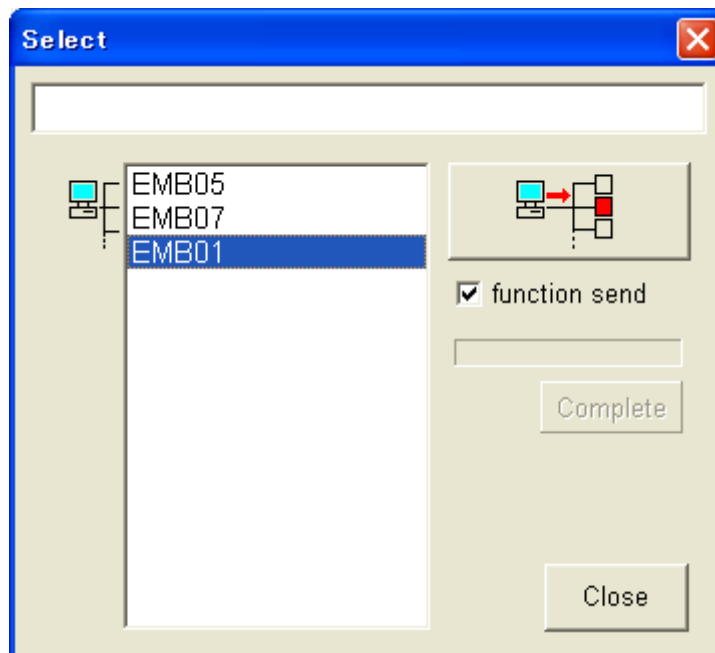 Select
EMB05
EMB07
EMB01
function send
Complete
Close